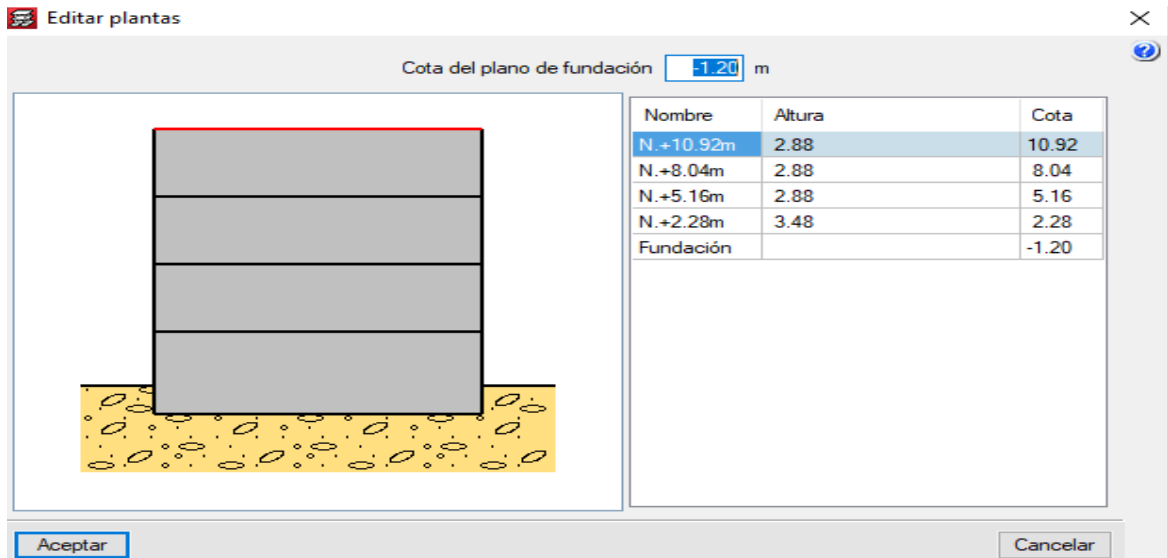 Editar plantas
Cota del plano de fundación -1.20 m
Nombre Altura Cota
N.+10.92m 2.88 10.92
N.+8.04m 2.88 8.04
N.+5.16m 2.88 5.16
N.+2.28m 3.48 2.28
Fundación -1.20
Aceptar Cancelar